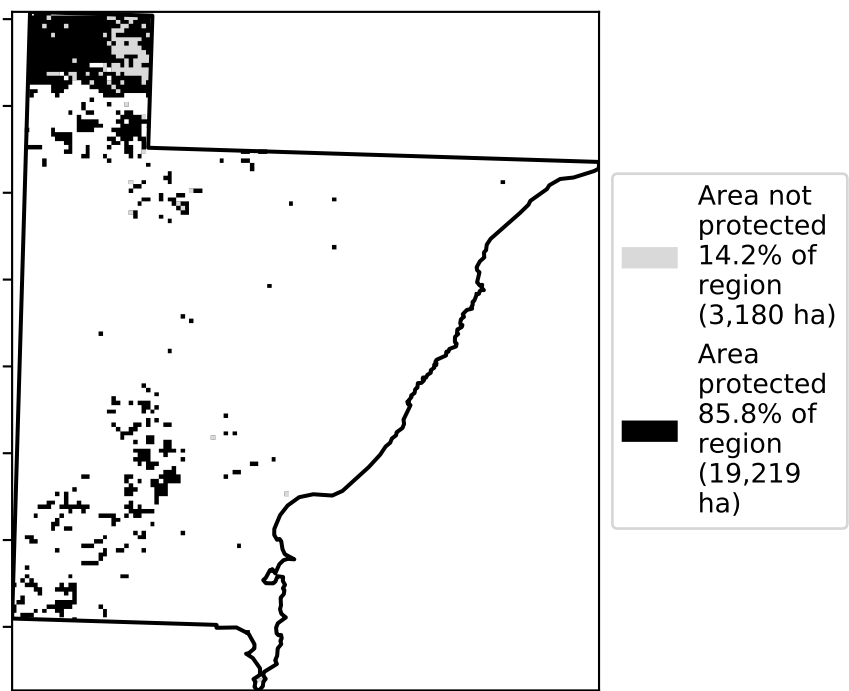 Area not
protected
14.2% of
region
(3,180 ha)
Area
protected
85.8% of
region
(19,219
ha)